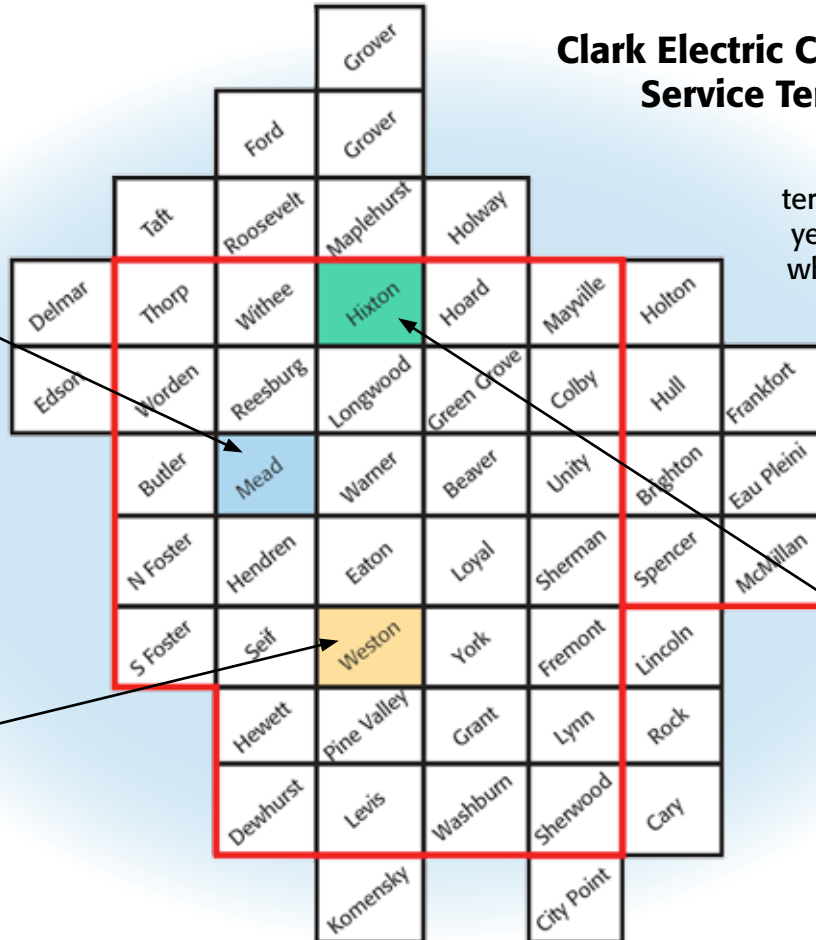 Grover
Clark Electric C
Service Ter
Ford
Grover
Taft
Roosevelt
Maplehurst
Holway
ter
ye
wh
Delmar
Thorp
Withee
Hixton
Hoard
Mayville
Holton
Edson
Worden
Reesburg
Longwood
Green Grove
Colby
Hull
Frankfort
Butler
Mead
Warner
Beaver
Unity
Brighton
Eau Pleini
N Foster
Hendren
Eaton
Loyal
Sherman
Spencer
McMillan
S Foster
Seif
Weston
York
Fremont
Lincoln
Hewett
Pine Valley
Grant
Lynn
Rock
Dewhurst
Levis
Washburn
Sherwood
Cary
Komensky
City Point